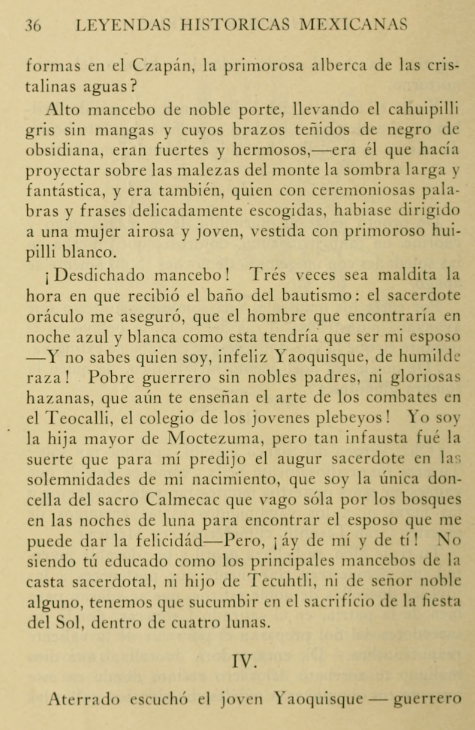 36 LEYENDAS HISTORICAS MEXICANAS
formas en el Czapán, la primorosa alberca de las cris-
talinas aguas?
Alto mancebo de noble porte, llevando el cahuipilli
gris sin mangas y cuyos brazos teñidos de negro de
obsidiana, eran fuertes y hermosos,—era él que hacía
proyectar sobre las malezas del monte la sombra larga y
fantástica, y era también, quien con ceremoniosas pala-
bras y frases delicadamente escogidas, habiase dirigido
a una mujer airosa y joven, vestida con primoroso hui-
pilli blanco.
¡Desdichado mancebo! Trés veces sea maldita la
hora en que recibió el baño del bautismo: el sacerdote
oráculo me aseguró, que el hombre que encontraría en
noche azul y blanca como esta tendría que ser mi esposo
—Y no sabes quien soy, infeliz Yaoquisque, de humilde
raza! Pobre guerrero sin nobles padres, ni gloriosas
hazanas, que aún te enseñan el arte de los combates en
el Teocalli, el colegio de los jovenes plebeyos! Yo soy
la hija mayor de Moctezuma, pero tan infausta fué la
suerte que para mí predijo el augur sacerdote en las
solemnidades de mi nacimiento, que soy la única don-
cella del sacro Calmecac que vago sóla por los bosques
en las noches de luna para encontrar el esposo que me
puede dar la felicidád—Pero, ¡áy de mí y de tí! No
siendo tú educado como los principales mancebos de la
casta sacerdotal, ni hijo de Tecuhtli, ni de señor noble
alguno, tenemos que sucumbir en el sacrifício de la fiesta
del Sol, dentro de cuatro lunas.
IV.
Aterrado escuchó el joven Yaoquisque — guerrero